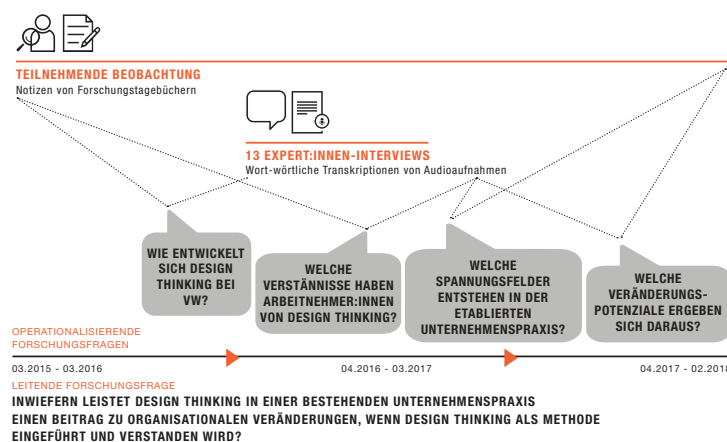 TEILNEHMENDE BEOBACHTUNG
Notizen von Forschungstagebüchern
13 EXPERT:INNEN-INTERVIEWS
Wort-wörtliche Transkriptionen von Audioaufnahmen
WIE ENTWICKELT
SICH DESIGN
THINKING BEI
VW?
WELCHE
VERSTÄNNISSE HABEN
ARBEITNEHMER:INNEN
VON DESIGN THINKING?
WELCHE
SPANNUNGSFELDER
ENTSTEHEN IN DER
ETABLIERTEN
UNTERNEHMENSPRAXIS?
WELCHE
VERÄNDERUNGS-
POTENZIALE ERGEBEN
SICH DARAUS?
OPERATIONALISIERENDE
FORSCHUNGSFRAGEN
03.2015 - 03.2016
04.2016 - 03.2017
04.2017 - 02.2018
LEITENDE FORSCHUNGSFRAGE
INWIEFERN LEISTET DESIGN THINKING IN EINER BESTEHENDEN UNTERNEHMENSPRAXIS
EINEN BEITRAG ZU ORGANISATIONALEN VERÄNDERUNGEN, WENN DESIGN THINKING ALS METHODE
EINGEFÜHRT UND VERSTANDEN WIRD?